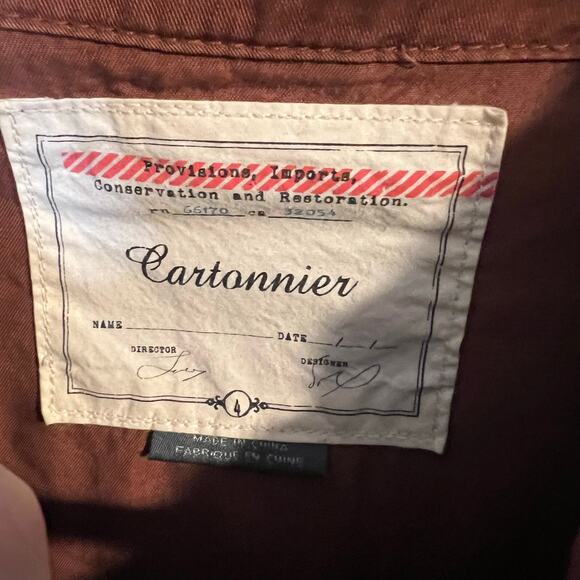 Provisions, Imports,
Conservation and Restoration.
rn 66170 ca 32054
Cartonnier
NAME DATE / /
DIRECTOR
DESIGNER
4
MADE IN CHINA
FABRIQUE EN CHINE